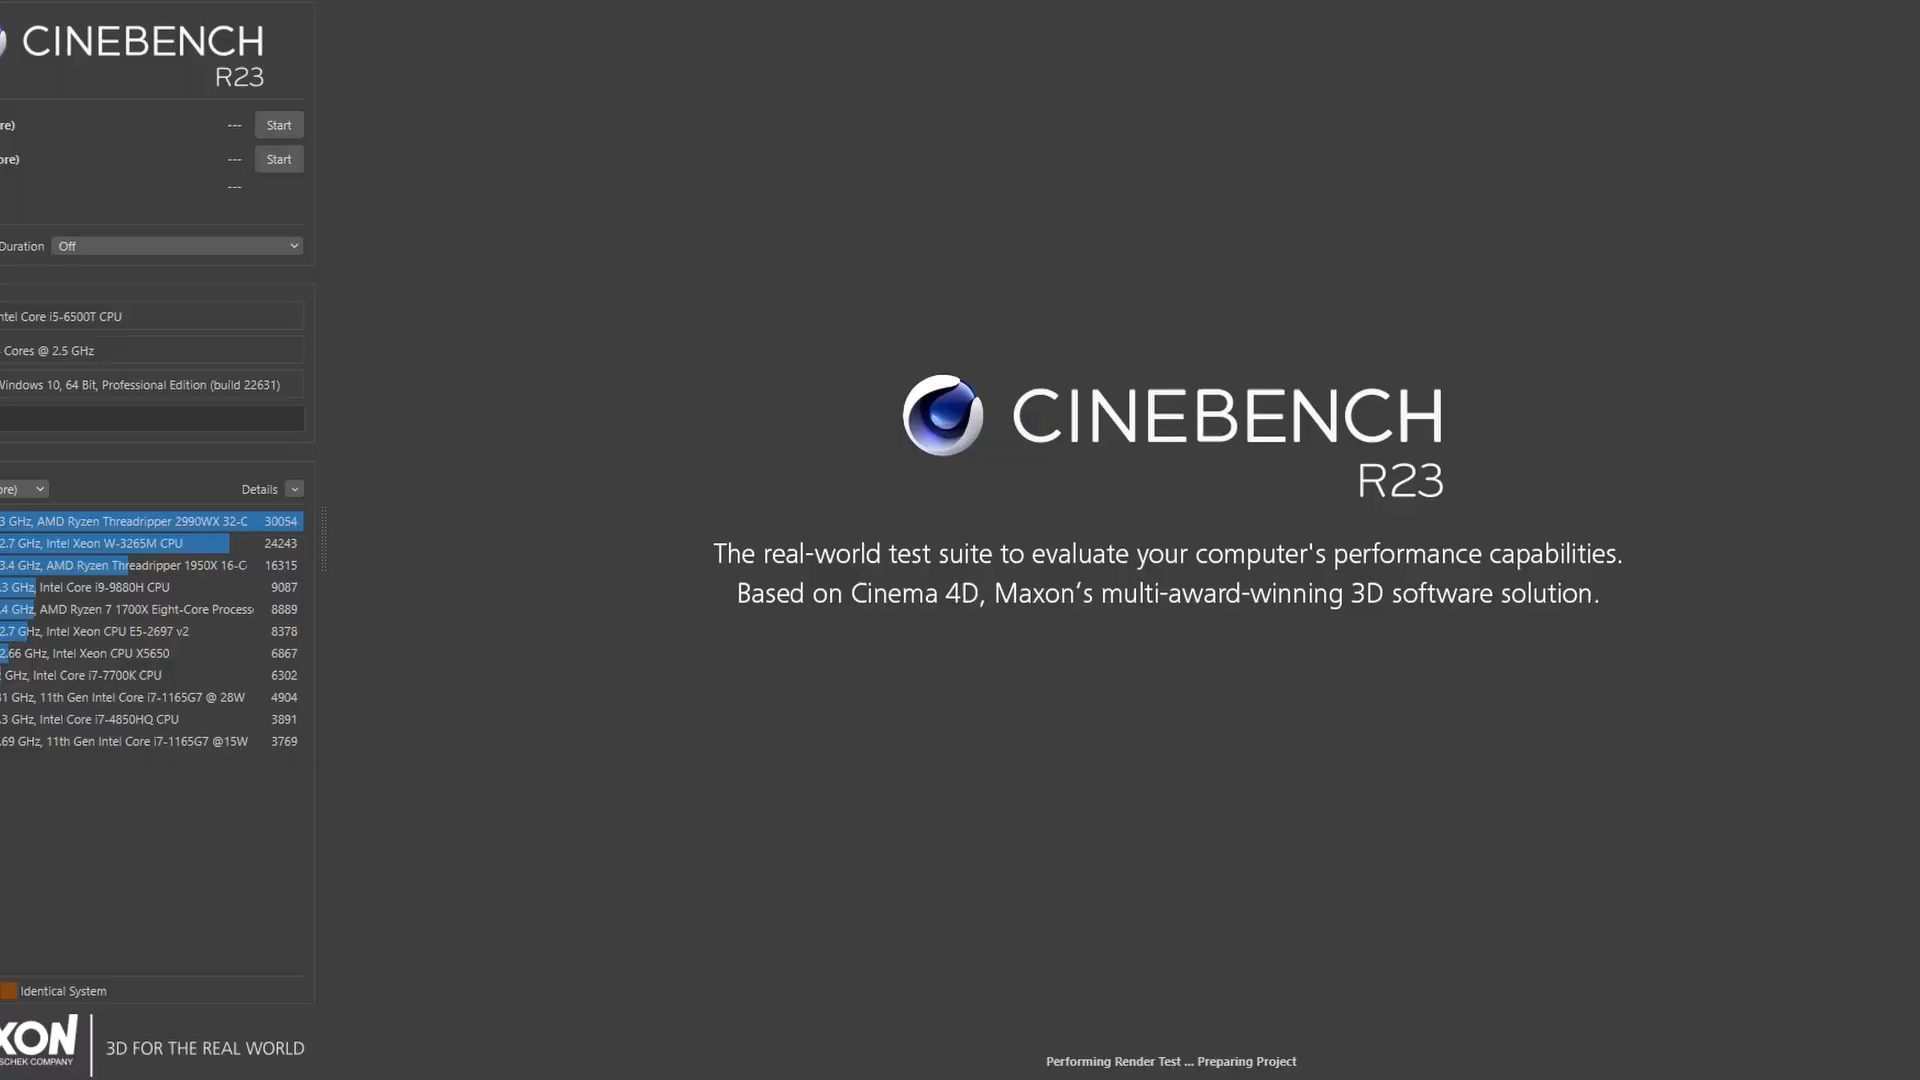 CINEBENCH
R23
re) --- Start
ore) --- Start
---
Duration Off
ntel Core i5-6500T CPU
Cores @ 2.5 GHz
Windows 10, 64 Bit, Professional Edition (build 22631)
ore) Details
3 GHz, AMD Ryzen Threadripper 2990WX 32-C 30054
2.7 GHz, Intel Xeon W-3265M CPU 24243
3.4 GHz, AMD Ryzen Threadripper 1950X 16-C 16315
.3 GHz, Intel Core i9-9880H CPU 9087
.4 GHz, AMD Ryzen 7 1700X Eight-Core Process 8889
2.7 GHz, Intel Xeon CPU E5-2697 v2 8378
2.66 GHz, Intel Xeon CPU X5650 6867
GHz, Intel Core i7-7700K CPU 6302
31 GHz, 11th Gen Intel Core i7-1165G7 @ 28W 4904
.3 GHz, Intel Core i7-4850HQ CPU 3891
.69 GHz, 11th Gen Intel Core i7-1165G7 @15W 3769
Identical System
XON
SCHEK COMPANY
3D FOR THE REAL WORLD
CINEBENCH
R23
The real-world test suite to evaluate your computer's performance capabilities.
Based on Cinema 4D, Maxon’s multi-award-winning 3D software solution.
Performing Render Test ... Preparing Project